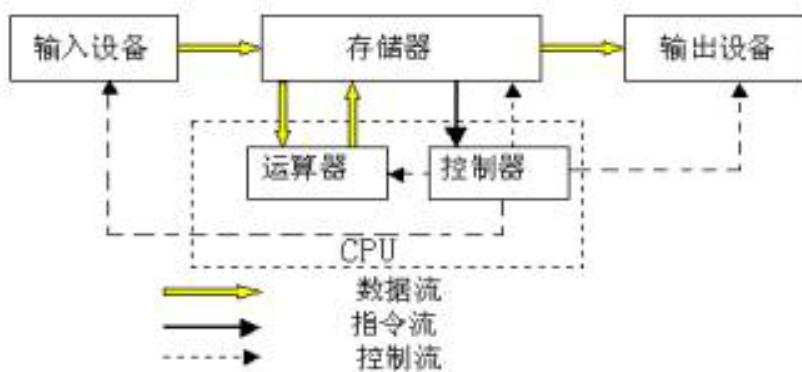 输入设备
存储器
输出设备
运算器
控制器
CPU
数据流
指令流
控制流